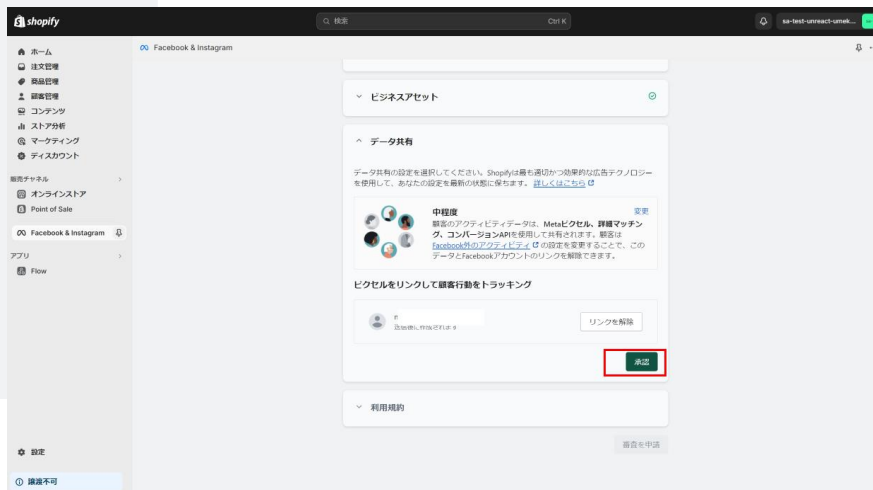 shopify
検索
Ctrl K
sa-test-unreact-umek...
ホーム
注文管理
商品管理
顧客管理
コンテンツ
ストア分析
マーケティング
ディスカウント
販売チャネル
オンラインストア
Point of Sale
Facebook & Instagram
アプリ
Flow
設定
譲渡不可
Facebook & Instagram
ビジネスアセット
データ共有
データ共有の設定を選択してください。Shopifyは最も適切かつ効果的な広告テクノロジー
を使用して、あなたの設定を最新の状態に保ちます。 詳しくはこちら
中程度
変更
顧客のアクティビティデータは、Metaピクセル、詳細マッチン
グ、コンバージョンAPIを使用して共有されます。顧客は
Facebook外のアクティビティ の設定を変更することで、この
データとFacebookアカウントのリンクを解除できます。
ピクセルをリンクして顧客行動をトラッキング
リンクを解除
承認
利用規約
審査を申請